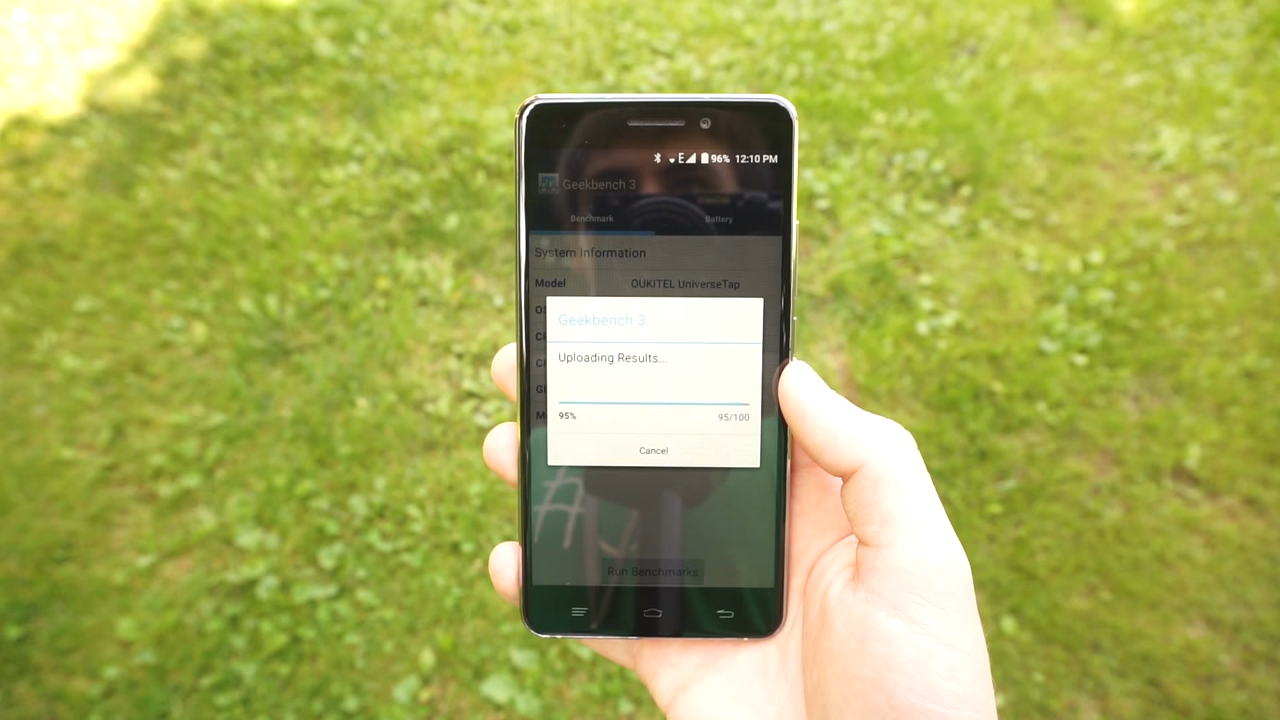 E 96% 12:10 PM
Geekbench 3
Benchmark Battery
System Information
Model OUKITEL UniverseTap
Geekbench 3
Uploading Results...
95% 95/100
Cancel
Run Benchmarks